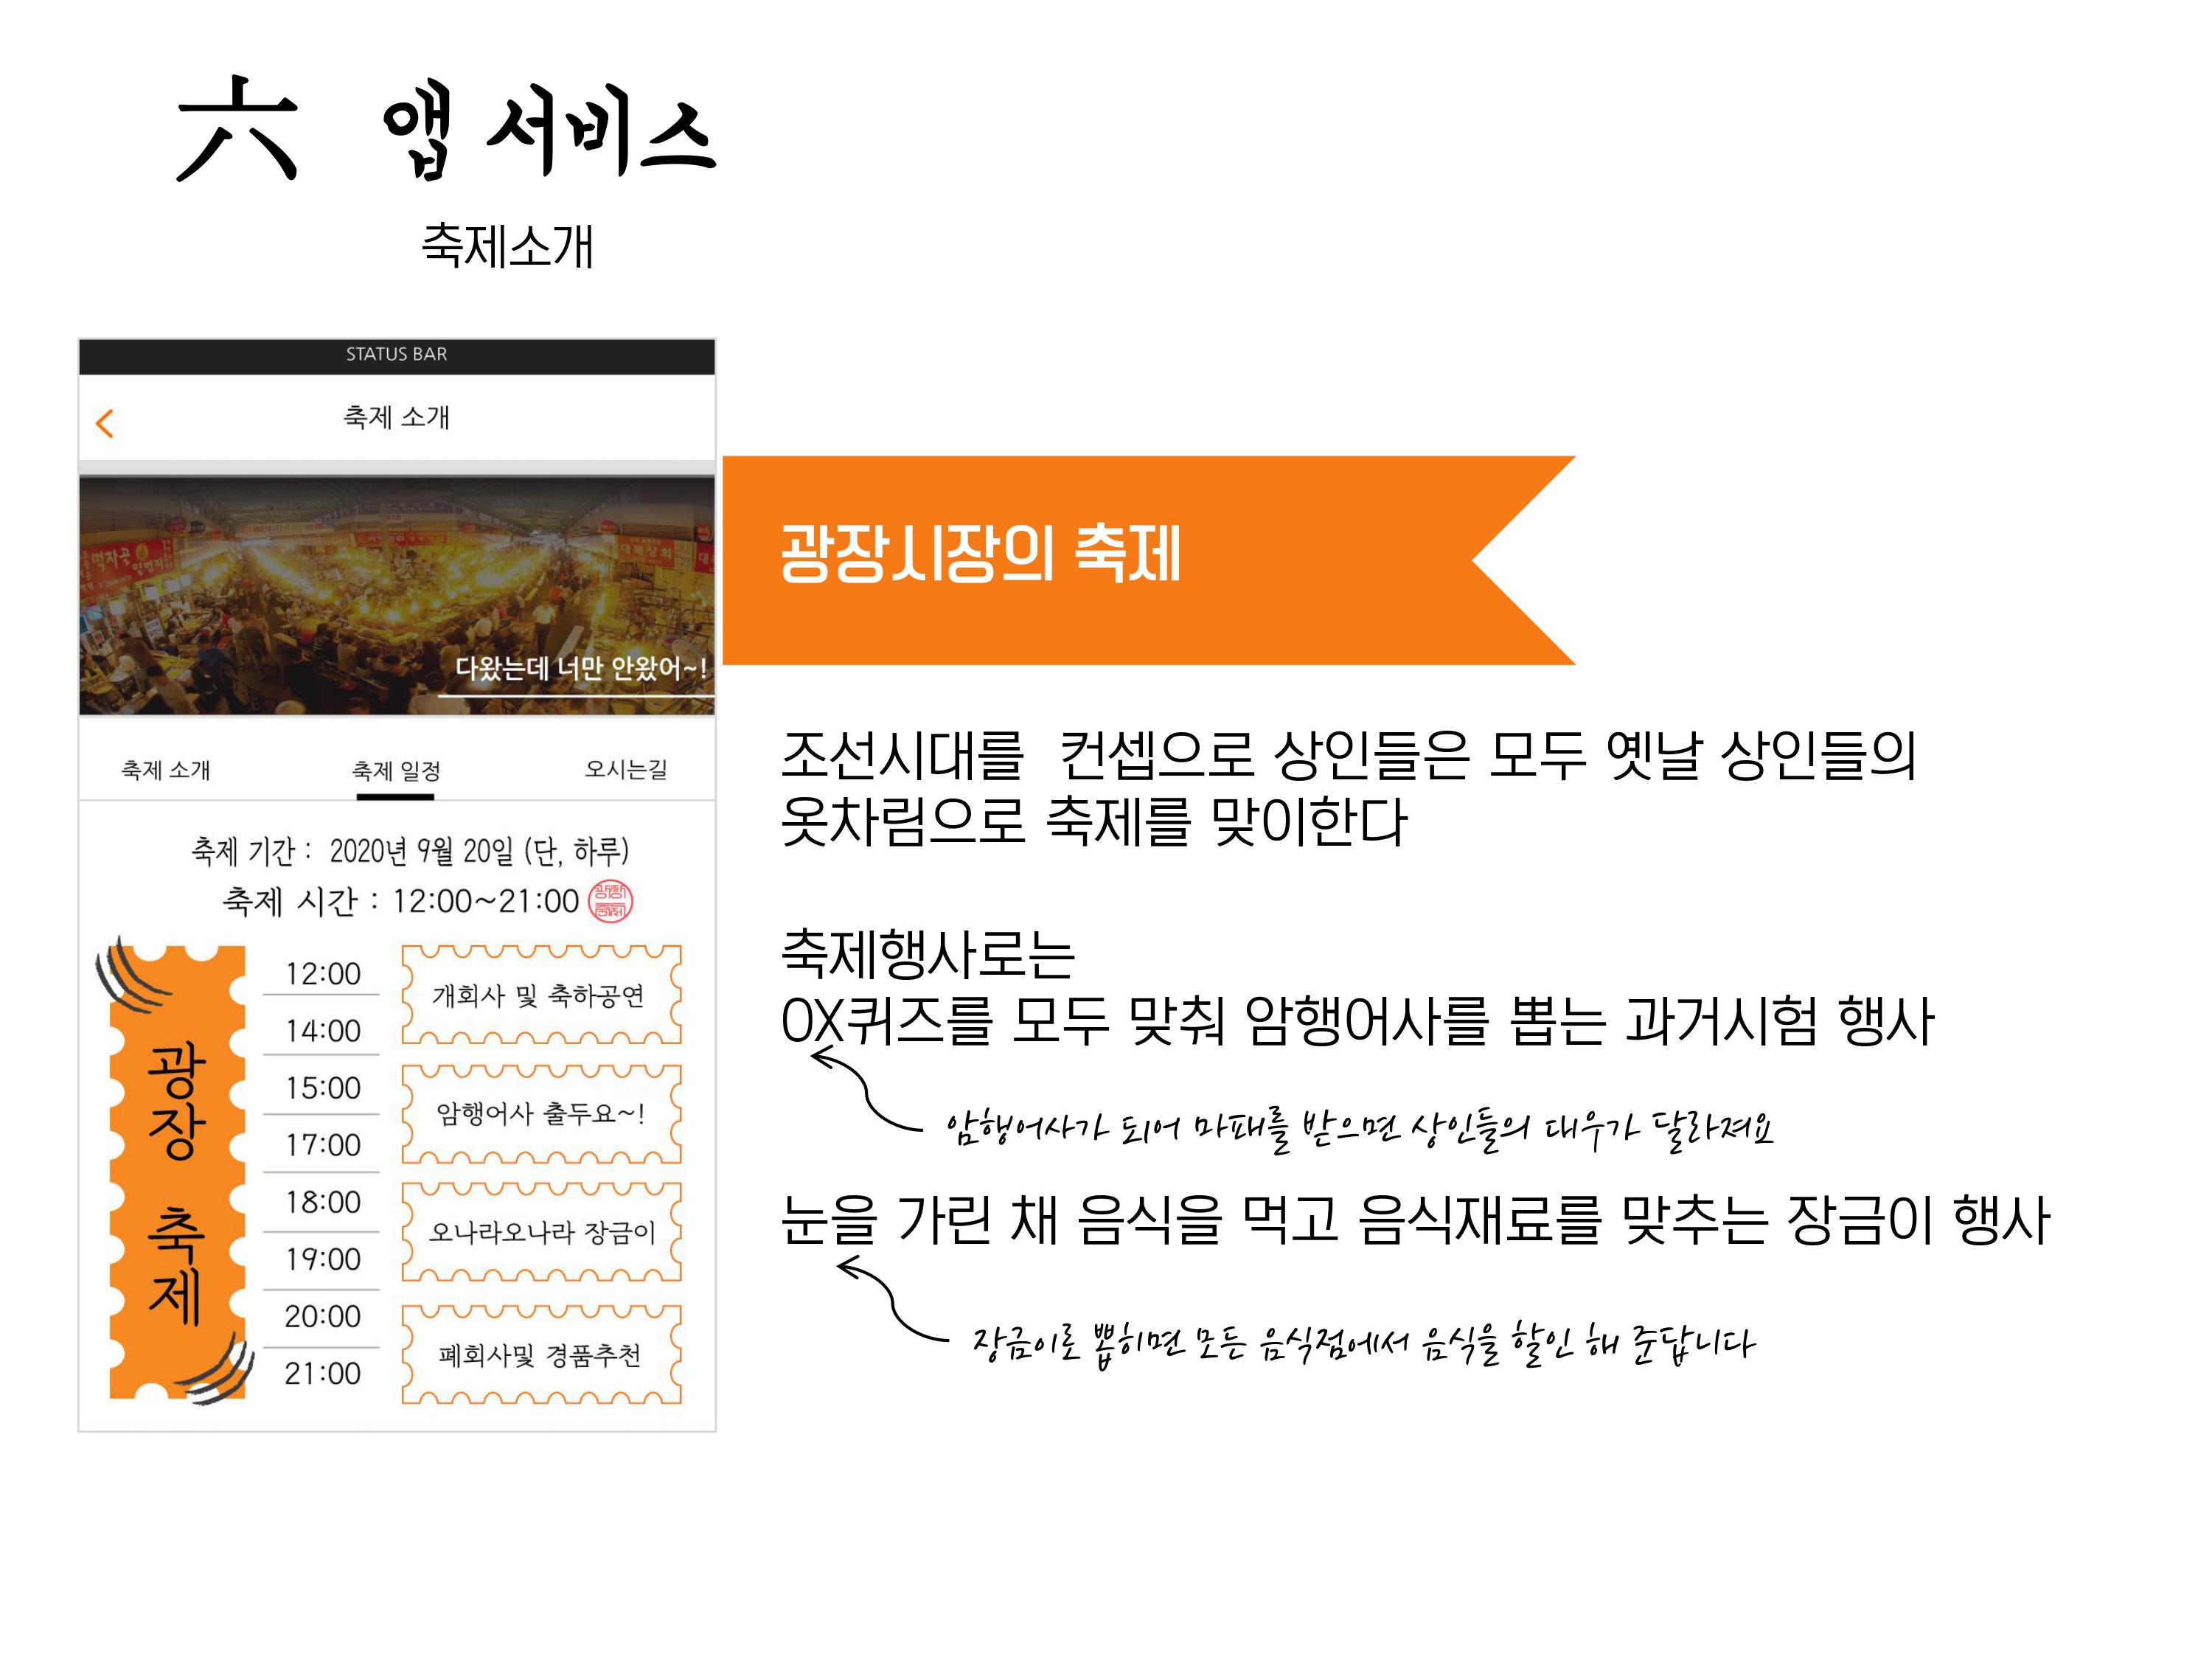 六 앱 서비스
축제소개
STATUS BAR
축제 소개
먹자골
대북상회
다왔는데 너만 안왔어~!
축제 소개
축제 일정
오시는길
축제 기간 : 2020년 9월 20일 (단, 하루)
축제 시간 : 12:00~21:00
광장 축제
12:00
14:00
개회사 및 축하공연
15:00
17:00
암행어사 출두요~!
18:00
19:00
오나라오나라 장금이
20:00
21:00
폐회사및 경품추천
광장시장의 축제
조선시대를 컨셉으로 상인들은 모두 옛날 상인들의
옷차림으로 축제를 맞이한다
축제행사로는
OX퀴즈를 모두 맞춰 암행어사를 뽑는 과거시험 행사
암행어사가 되어 마패를 받으면 상인들의 대우가 달라져요
눈을 가린 채 음식을 먹고 음식재료를 맞추는 장금이 행사
장금이로 뽑히면 모든 음식점에서 음식을 할인 해 준답니다